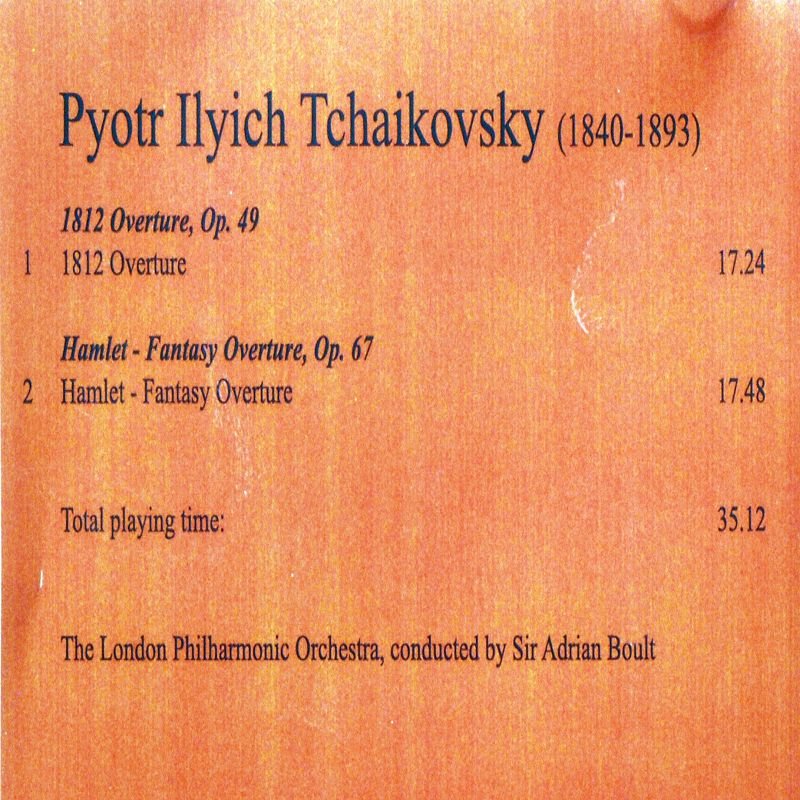 Pyotr Ilyich Tchaikovsky (1840-1893)
1812 Overture, Op. 49
1 1812 Overture 17.24
Hamlet - Fantasy Overture, Op. 67
2 Hamlet - Fantasy Overture 17.48
Total playing time: 35.12
The London Philharmonic Orchestra, conducted by Sir Adrian Boult